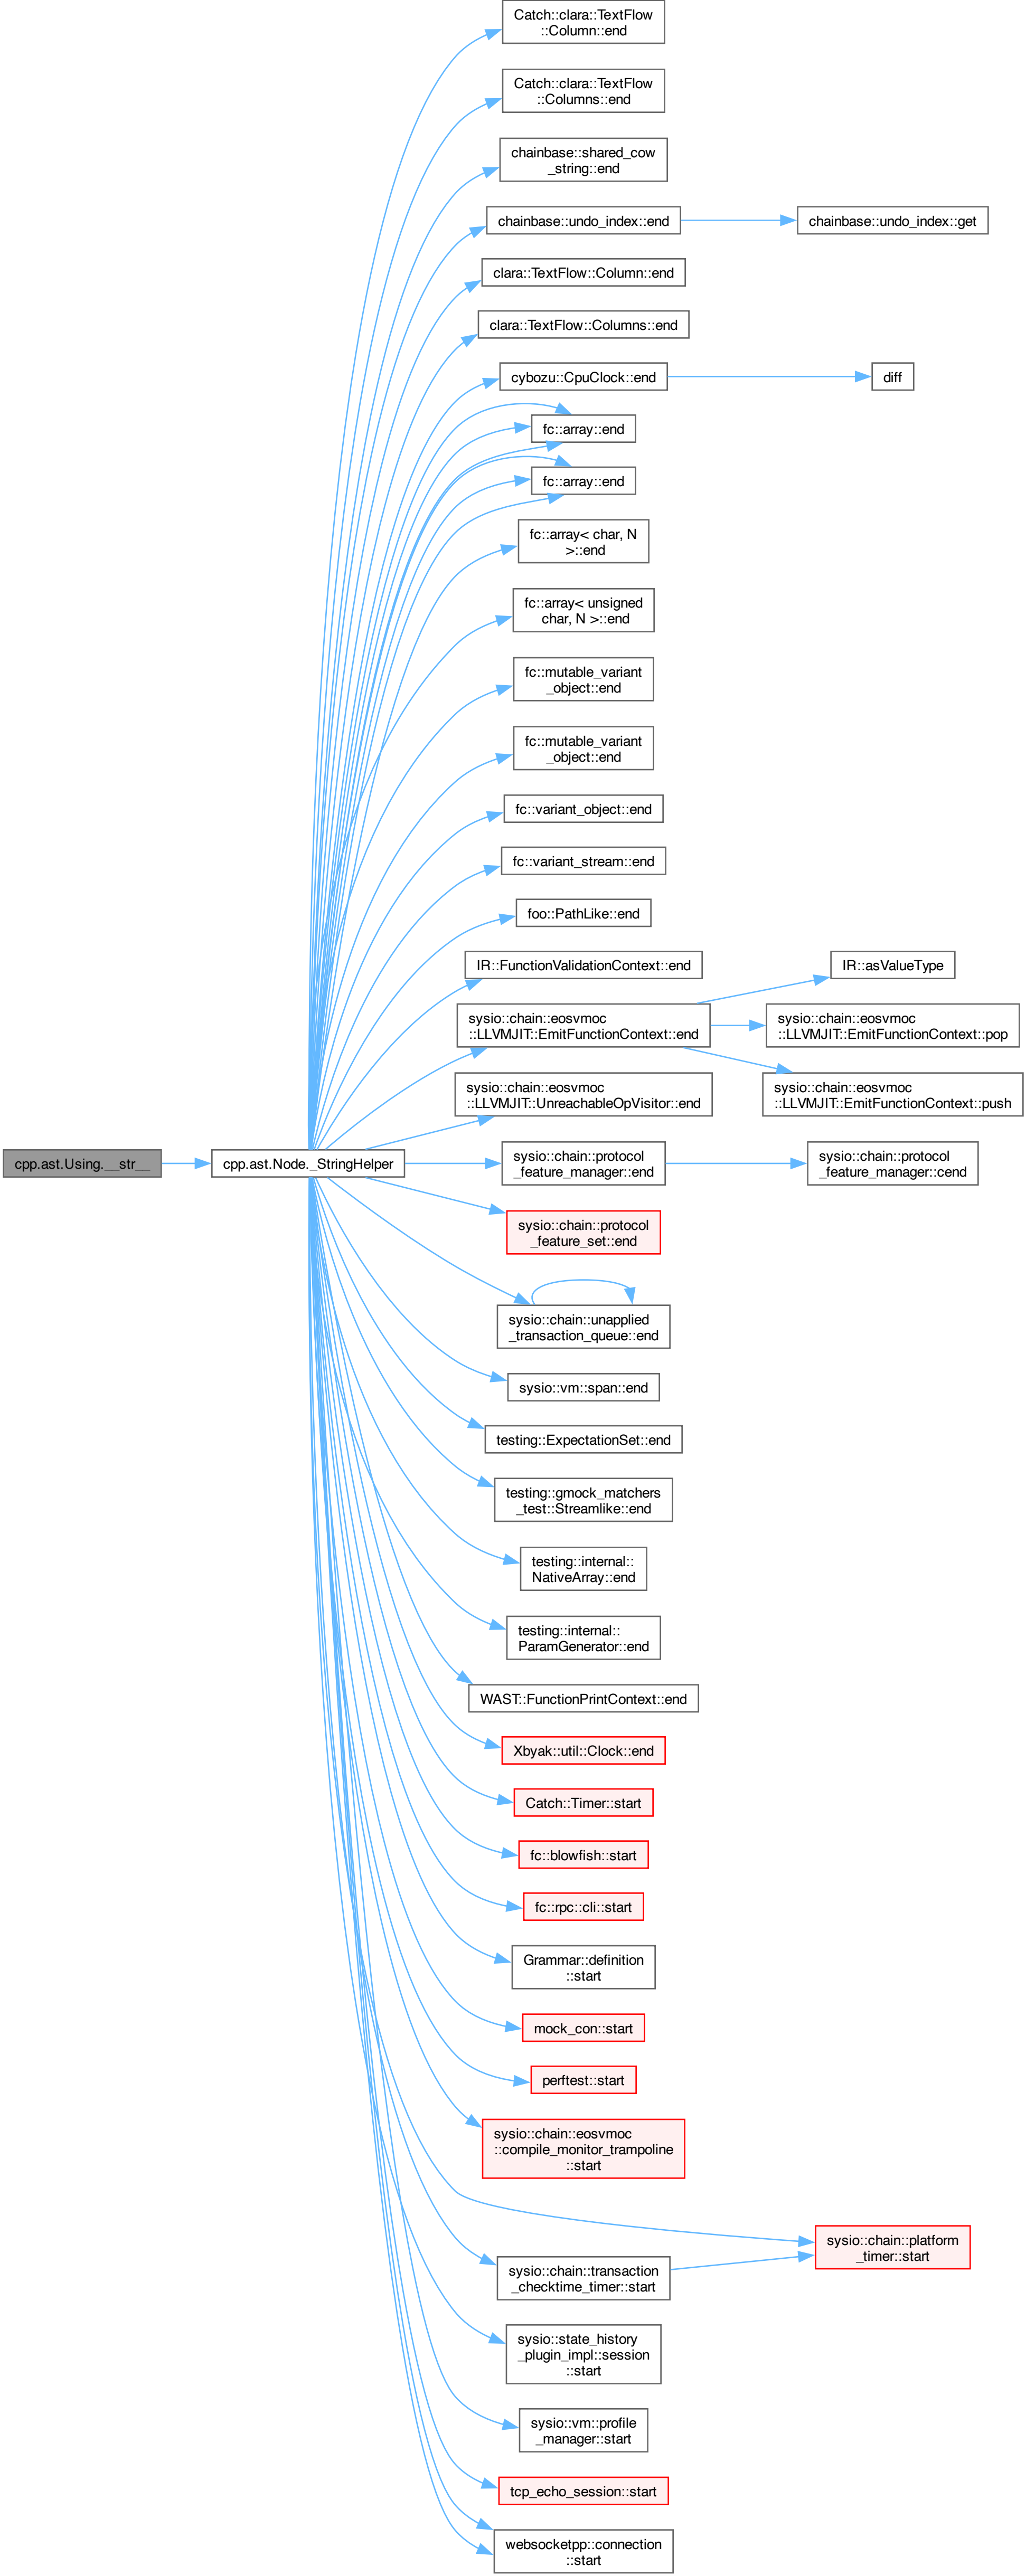 Catch::clara::TextFlow
::Column::end
Catch::clara::TextFlow
::Columns::end
chainbase::shared_cow
_string::end
chainbase::undo_index::end
chainbase::undo_index::get
clara::TextFlow::Column::end
clara::TextFlow::Columns::end
cybozu::CpuClock::end
diff
fc::array::end
fc::array::end
fc::array< char, N
>::end
fc::array< unsigned
char, N >::end
fc::mutable_variant
_object::end
fc::mutable_variant
_object::end
fc::variant_object::end
fc::variant_stream::end
foo::PathLike::end
IR::FunctionValidationContext::end
IR::asValueType
sysio::chain::eosvmoc
::LLVMJIT::EmitFunctionContext::end
sysio::chain::eosvmoc
::LLVMJIT::EmitFunctionContext::pop
sysio::chain::eosvmoc
::LLVMJIT::EmitFunctionContext::push
sysio::chain::eosvmoc
::LLVMJIT::UnreachableOpVisitor::end
cpp.ast.Using.__str__
cpp.ast.Node._StringHelper
sysio::chain::protocol
_feature_manager::end
sysio::chain::protocol
_feature_manager::cend
sysio::chain::protocol
_feature_set::end
sysio::chain::unapplied
_transaction_queue::end
sysio::vm::span::end
testing::ExpectationSet::end
testing::gmock_matchers
_test::Streamlike::end
testing::internal::
NativeArray::end
testing::internal::
ParamGenerator::end
WAST::FunctionPrintContext::end
Xbyak::util::Clock::end
Catch::Timer::start
fc::blowfish::start
fc::rpc::cli::start
Grammar::definition
::start
mock_con::start
perftest::start
sysio::chain::eosvmoc
::compile_monitor_trampoline
::start
sysio::chain::platform
_timer::start
sysio::chain::transaction
_checktime_timer::start
sysio::state_history
_plugin_impl::session
::start
sysio::vm::profile
_manager::start
tcp_echo_session::start
websocketpp::connection
::start